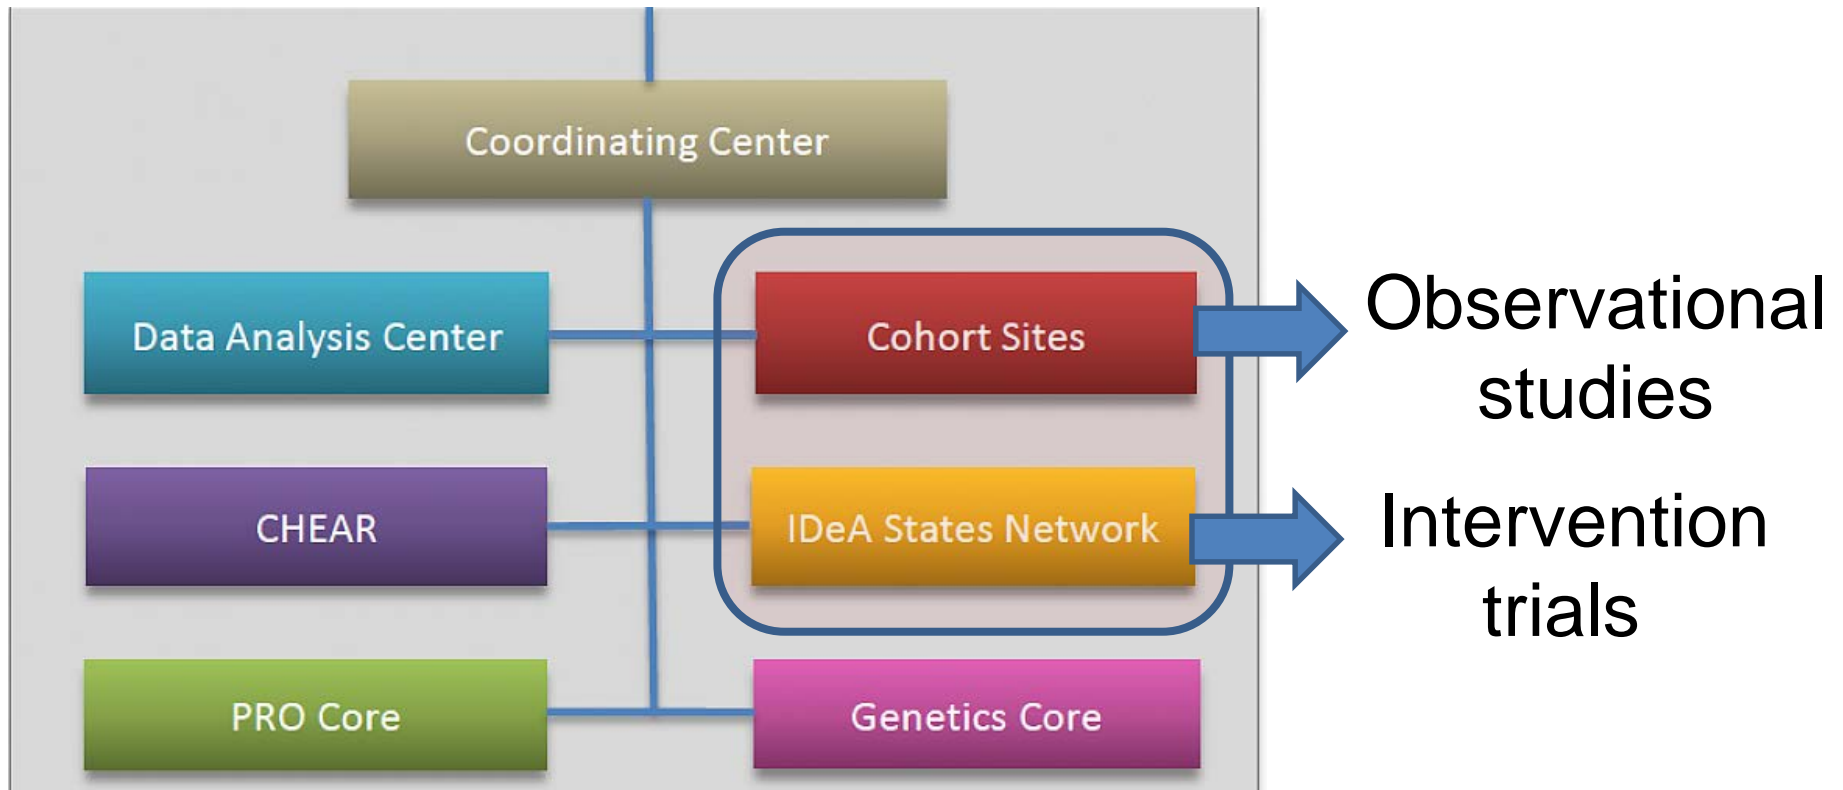 Coordinating Center
Data Analysis Center
Cohort Sites
Observational
studies
CHEAR
IDeA States Network
Intervention
trials
PRO Core
Genetics Core